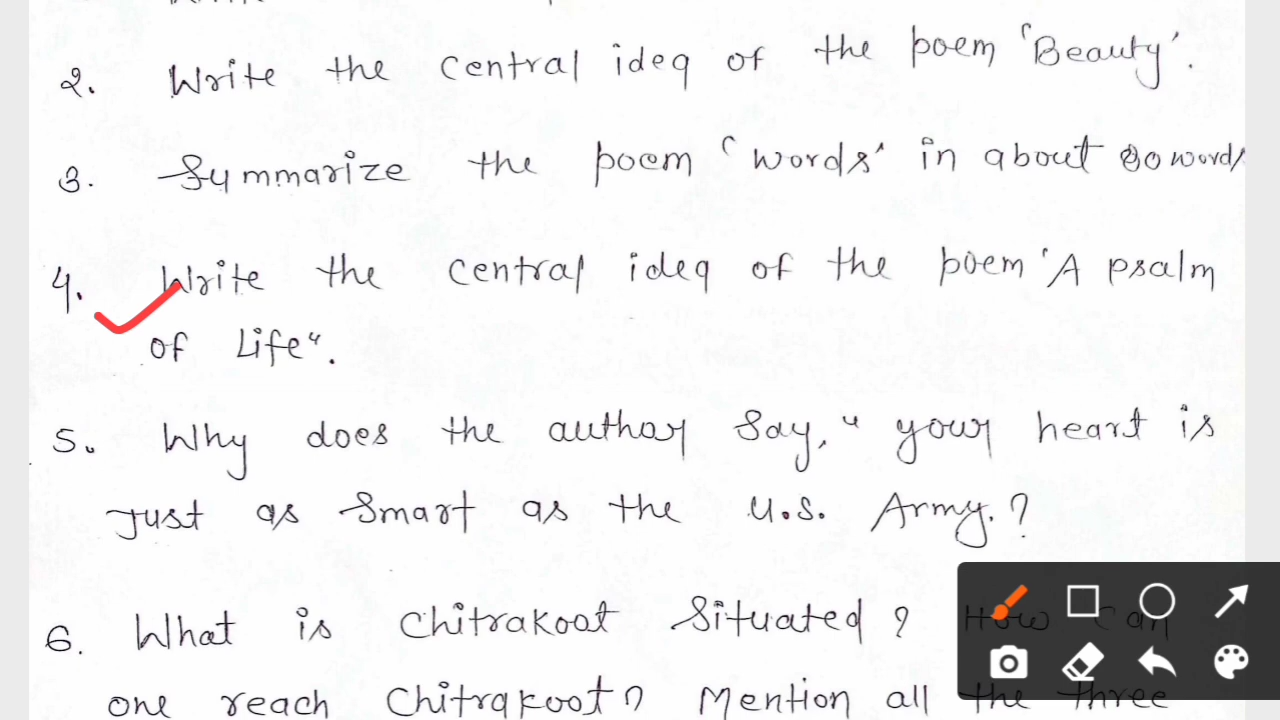 2. Write the central idea of the poem 'Beauty'.
3. Summarize the poem 'words' in about 80 words
4. Write the central idea of the poem 'A psalm
of Life".
5. Why does the author say, " your heart is
just as smart as the U.S. Army.?
6. What is Chitrakoot Situated? How can
one reach Chitrakoot? Mention all the three